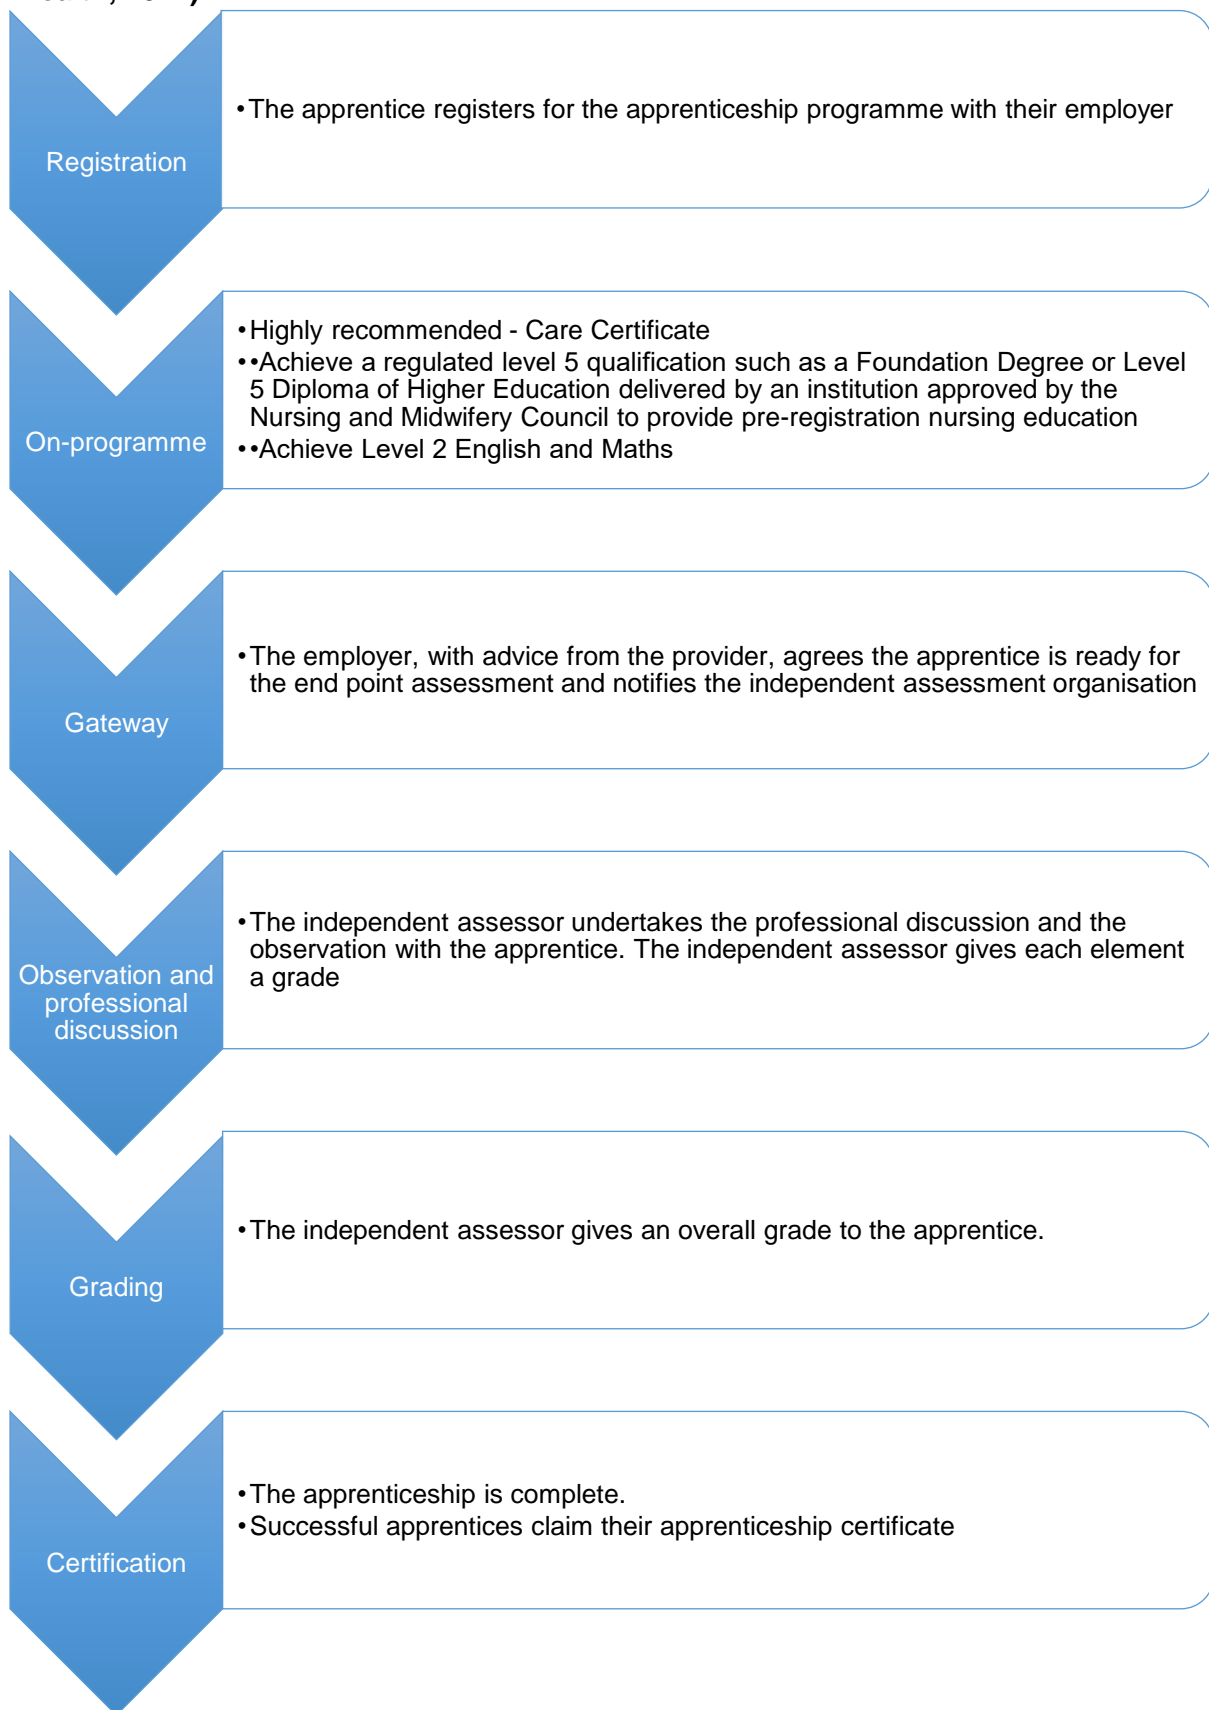 Registration
•The apprentice registers for the apprenticeship programme with their employer
On-programme
•Highly recommended - Care Certificate
••Achieve a regulated level 5 qualification such as a Foundation Degree or Level
5 Diploma of Higher Education delivered by an institution approved by the
Nursing and Midwifery Council to provide pre-registration nursing education
••Achieve Level 2 English and Maths
Gateway
•The employer, with advice from the provider, agrees the apprentice is ready for
the end point assessment and notifies the independent assessment organisation
Observation and
professional
discussion
•The independent assessor undertakes the professional discussion and the
observation with the apprentice. The independent assessor gives each element
a grade
Grading
•The independent assessor gives an overall grade to the apprentice.
Certification
•The apprenticeship is complete.
•Successful apprentices claim their apprenticeship certificate